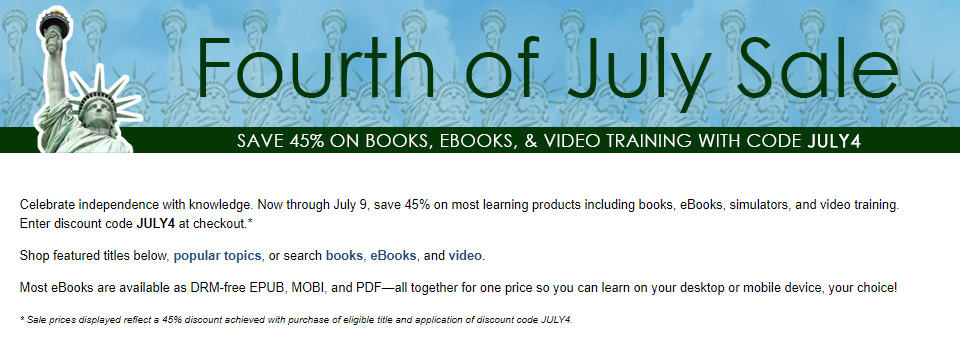 Fourth of July Sale
SAVE 45% ON BOOKS, EBOOKS, & VIDEO TRAINING WITH CODE JULY4
Celebrate independence with knowledge. Now through July 9, save 45% on most learning products including books, eBooks, simulators, and video training.
Enter discount code JULY4 at checkout.*
Shop featured titles below, popular topics, or search books, eBooks, and video.
Most eBooks are available as DRM-free EPUB, MOBI, and PDF—all together for one price so you can learn on your desktop or mobile device, your choice!
* Sale prices displayed reflect a 45% discount achieved with purchase of eligible title and application of discount code JULY4.